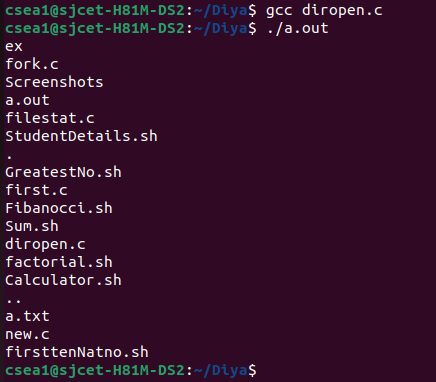 csea1@sjcet-H81M-DS2:~/Diya$ gcc diropen.c
csea1@sjcet-H81M-DS2:~/Diya$ ./a.out
ex
fork.c
Screenshots
a.out
filestat.c
StudentDetails.sh
.
GreatestNo.sh
first.c
Fibanocci.sh
Sum.sh
diropen.c
factorial.sh
Calculator.sh
..
a.txt
new.c
firsttenNatno.sh
csea1@sjcet-H81M-DS2:~/Diya$